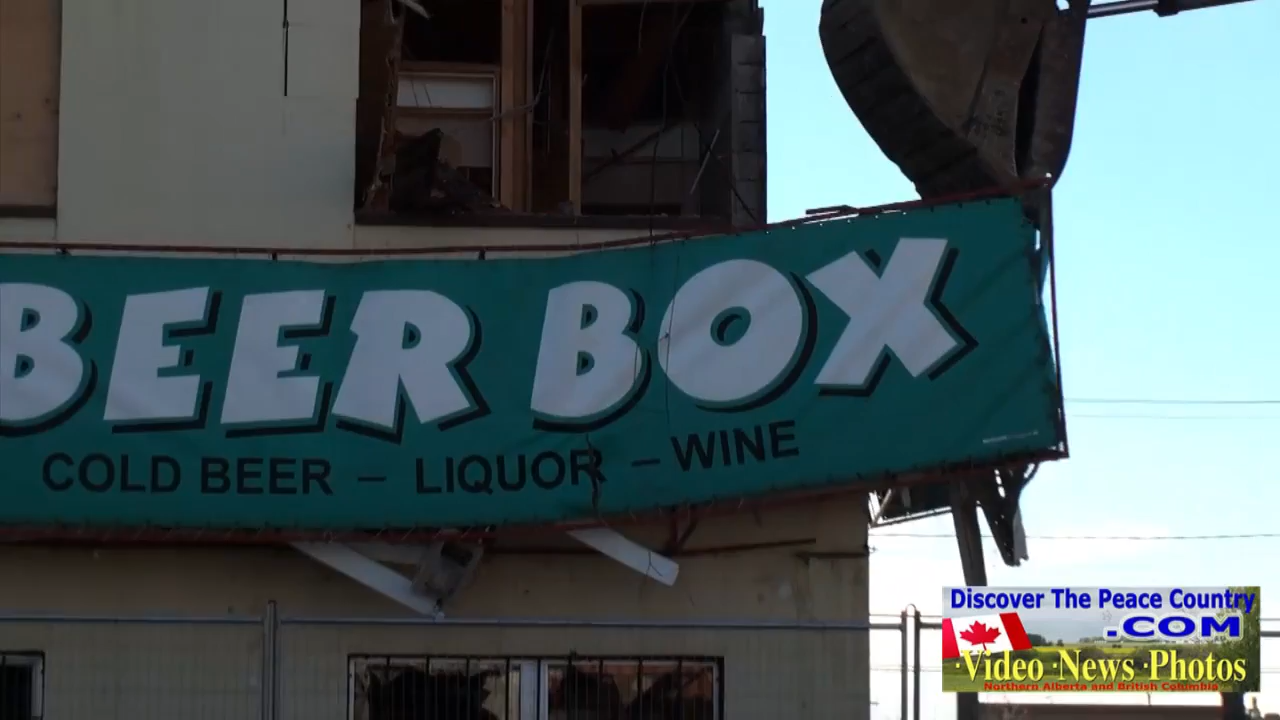 BEER BOX
COLD BEER – LIQUOR – WINE
Discover The Peace Country
.COM
·Video ·News ·Photos
Northern Alberta and British Columbia